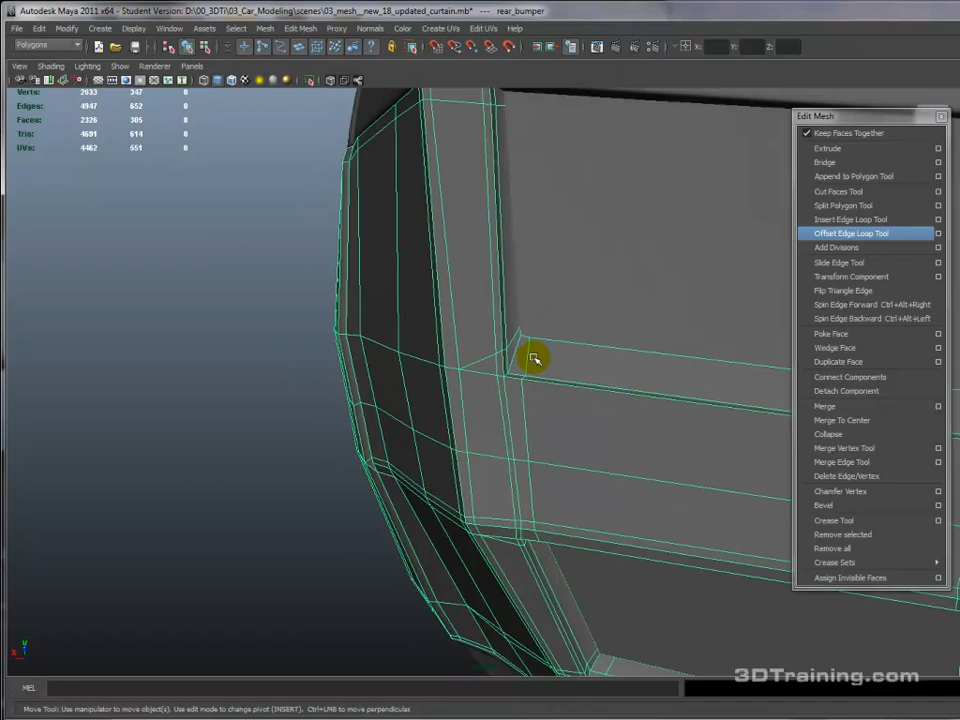 Autodesk Maya 2011 x64 - Student Version: D:\00_3DTi\03_Car_Modeling\scenes\03_mesh__new_18_updated_curtain.mb* --- rear_bumper
File Edit Modify Create Display Window Assets Select Mesh Edit Mesh Proxy Normals Color Create UVs Edit UVs Help
Polygons X: Y: Z:
View Shading Lighting Show Renderer Panels
Verts: 2633 347 0
Edges: 4947 652 0
Faces: 2326 305 0
Tris: 4691 614 0
UVs: 4462 551 0
Edit Mesh
Keep Faces Together
Extrude
Bridge
Append to Polygon Tool
Cut Faces Tool
Split Polygon Tool
Insert Edge Loop Tool
Offset Edge Loop Tool
Add Divisions
Slide Edge Tool
Transform Component
Flip Triangle Edge
Spin Edge Forward Ctrl+Alt+Right
Spin Edge Backward Ctrl+Alt+Left
Poke Face
Wedge Face
Duplicate Face
Connect Components
Detach Component
Merge
Merge To Center
Collapse
Merge Vertex Tool
Merge Edge Tool
Delete Edge/Vertex
Chamfer Vertex
Bevel
Crease Tool
Remove selected
Remove all
Crease Sets
Assign Invisible Faces
3DTraining.com
MEL
Move Tool: Use manipulator to move object(s). Use edit mode to change pivot (INSERT). Ctrl+LMB to move perpendicular.